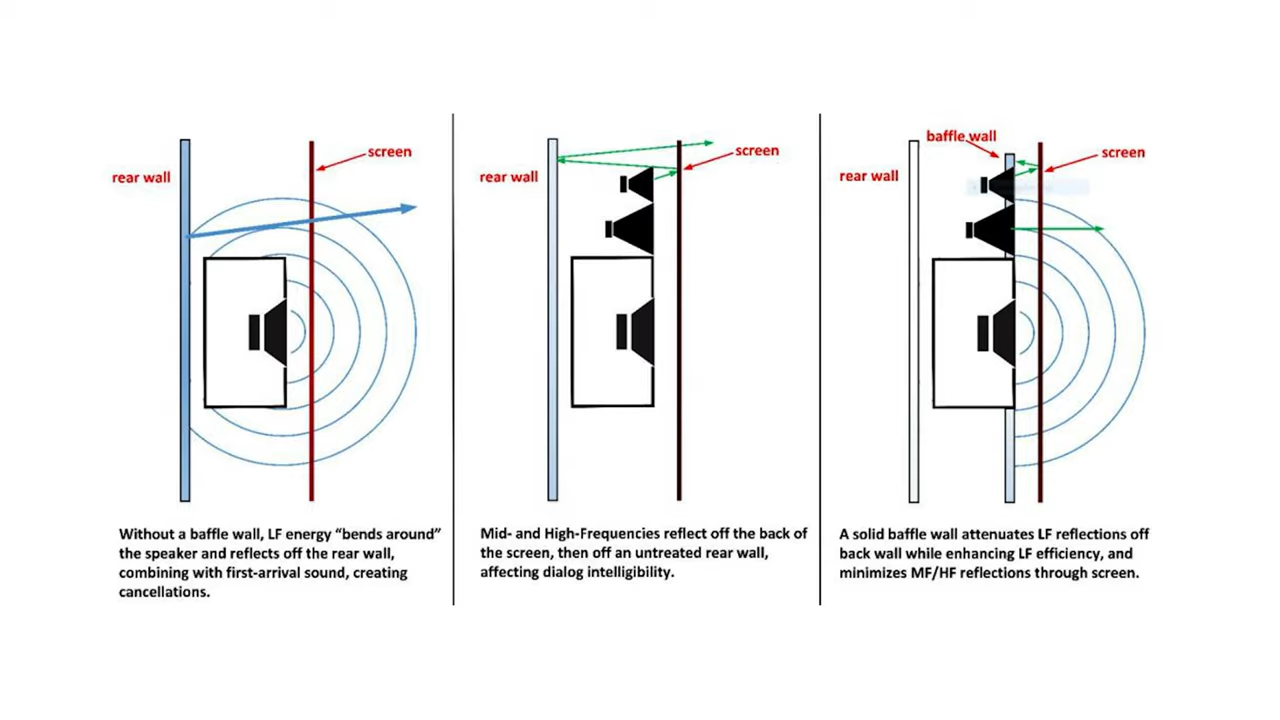 screen
rear wall
Without a baffle wall, LF energy “bends around”
the speaker and reflects off the rear wall,
combining with first-arrival sound, creating
cancellations.
screen
rear wall
Mid- and High-Frequencies reflect off the back of
the screen, then off an untreated rear wall,
affecting dialog intelligibility.
baffle wall
screen
rear wall
A solid baffle wall attenuates LF reflections off
back wall while enhancing LF efficiency, and
minimizes MF/HF reflections through screen.